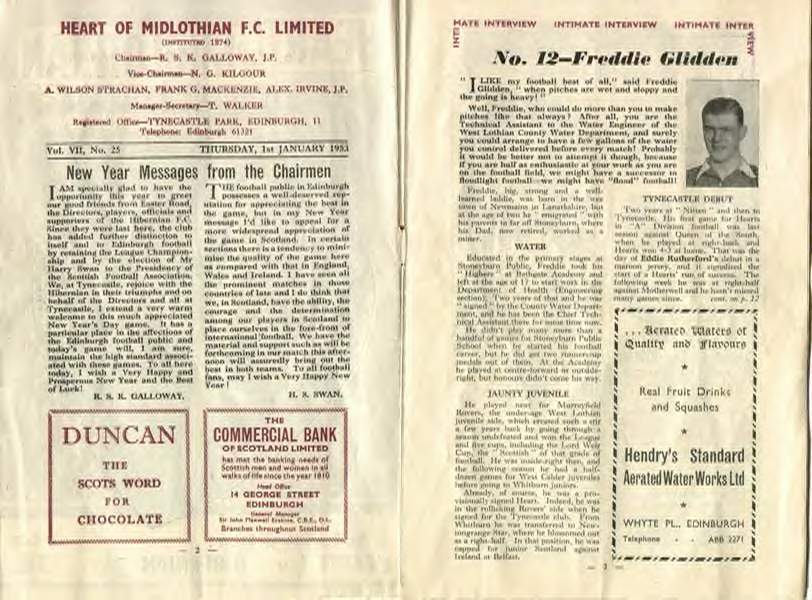 HEART OF MIDLOTHIAN F.C. LIMITED
(INSTITUTED 1874)
Chairman—R. S. K. GALLOWAY, J.P.
Vice-Chairman—N. G. KILGOUR
A. WILSON STRACHAN, FRANK G. MACKENZIE, ALEX. IRVINE, J.P.
Manager-Secretary—T. WALKER
Registered Office—TYNECASTLE PARK, EDINBURGH, 11
Telephone: Edinburgh 61321
Vol. VII, No. 25 THURSDAY, 1st JANUARY 1953
New Year Messages from the Chairmen
I AM specially glad to have the
opportunity this year to greet
our good friends from Easter Road,
the Directors, players, officials and
supporters of the Hibernian F.C.
Since they were last here, the club
has added further distinction to
itself and to Edinburgh football
by retaining the League Champion-
ship and by the election of Mr
Harry Swan to the Presidency of
the Scottish Football Association.
We, at Tynecastle, rejoice with the
Hibernian in their triumphs and on
behalf of the Directors and all at
Tynecastle, I extend a very warm
welcome to this much appreciated
New Year's Day game. It has a
particular place in the affections of
the Edinburgh football public and
today's game will, I am sure,
maintain the high standard associ-
ated with these games. To all here
today, I wish a Very Happy and
Prosperous New Year and the Best
of Luck!
R. S. K. GALLOWAY.
THE football public in Edinburgh
possesses a well-deserved rep-
utation for appreciating the best in
the game, but in my New Year
message I'd like to appeal for a
more widespread appreciation of
the game in Scotland. In certain
sections there is a tendency to mini-
mise the quality of the game here
as compared with that in England,
Wales and Ireland. I have seen all
the prominent matches in those
countries of late and I do think that
we, in Scotland, have the ability, the
courage and the determination
among our players in Scotland to
place ourselves in the fore-front of
international football. We have the
material and support such as will be
forthcoming in our match this after-
noon will assuredly bring out the
best in both teams. To all football
fans, may I wish a Very Happy New
Year!
H. S. SWAN.
DUNCAN
THE
SCOTS WORD
FOR
CHOCOLATE
THE
COMMERCIAL BANK
OF SCOTLAND LIMITED
has met the banking needs of
Scottish men and women in all
walks of life since the year 1810
Head Office
14 GEORGE STREET
EDINBURGH
General Manager
Sir John Maxwell Erskine, C.B.E., D.L.
Branches throughout Scotland
— 2 —
INTIMATE INTERVIEW INTIMATE INTERVIEW INTIMATE INTERVIEW
No. 12—Freddie Glidden
"I LIKE my football best of all," said Freddie
Glidden, "when pitches are wet and sloppy and
the going is heavy!"
Well, Freddie, who could do more than you to make
pitches like that always? After all, you are the
Technical Assistant to the Water Engineer of the
West Lothian County Water Department, and surely
you could arrange to have a few gallons of the water
you control delivered before every match! Probably
it would be better not to attempt it though, because
if you are half as enthusiastic at your work as you are
on the football field, we might have a successor to
floodlight football—we might have "flood" football!
Freddie, big, strong and a well-
learned laddie, was born in the wee
town of Newmains in Lanarkshire, but
at the age of two he "emigrated" with
his parents to far off Stoneyburn, where
his Dad, now retired, worked as a
miner.
WATER
Educated in the primary stages at
Stoneyburn Public, Freddie took his
"Highers" at Bathgate Academy and
left at the age of 17 to start work in the
Department of Health (Engineering
section). Two years of that and he was
"signed" by the County Water Depart-
ment, and he has been the Chief Tech-
nical Assistant there for some time now.
He didn't play many more than a
handful of games for Stoneyburn Public
School when he started his football
career, but he did get two runners-up
medals out of them. At the Academy
he played at centre-forward or outside-
right, but honours didn't come his way.
JAUNTY JUVENILE
He played next for Murrayfield
Rovers, the under-age West Lothian
juvenile side, which created such a stir
a few years back by going through a
season undefeated and won the League
and five cups, including the Lord Weir
Cup, the "Scottish" of that grade of
football. He was inside-right then, and
the following season he had a half-
dozen games for West Calder juveniles
before going to Whitburn juniors.
Already, of course, he was a pro-
visionally signed Heart. Indeed, he was
in the rollicking Rovers' side when he
signed for the Tynecastle club. From
Whitburn he was transferred to New-
tongrange Star, where he blossomed out
as a right-half. In that position, he was
capped for junior Scotland against
Ireland at Belfast.
TYNECASTLE DEBUT
Two years at "Nitten" and then to
Tynecastle. His first game for Hearts
in "A" Division football was last
season against Queen of the South,
when he played at right-back and
Hearts won 4-3 at home. That was the
day of Eddie Rutherford's debut in a
maroon jersey, and it signalled the
start of a Hearts' run of success. The
following week he was at right-half
against Motherwell and he hasn't missed
many games since. cont. on p. 12
... Aerated Waters of
Quality and Flavours
Real Fruit Drinks
and Squashes
Hendry's Standard
Aerated Water Works Ltd
WHYTE PL., EDINBURGH
Telephone - - ABB 2271
— 3 —